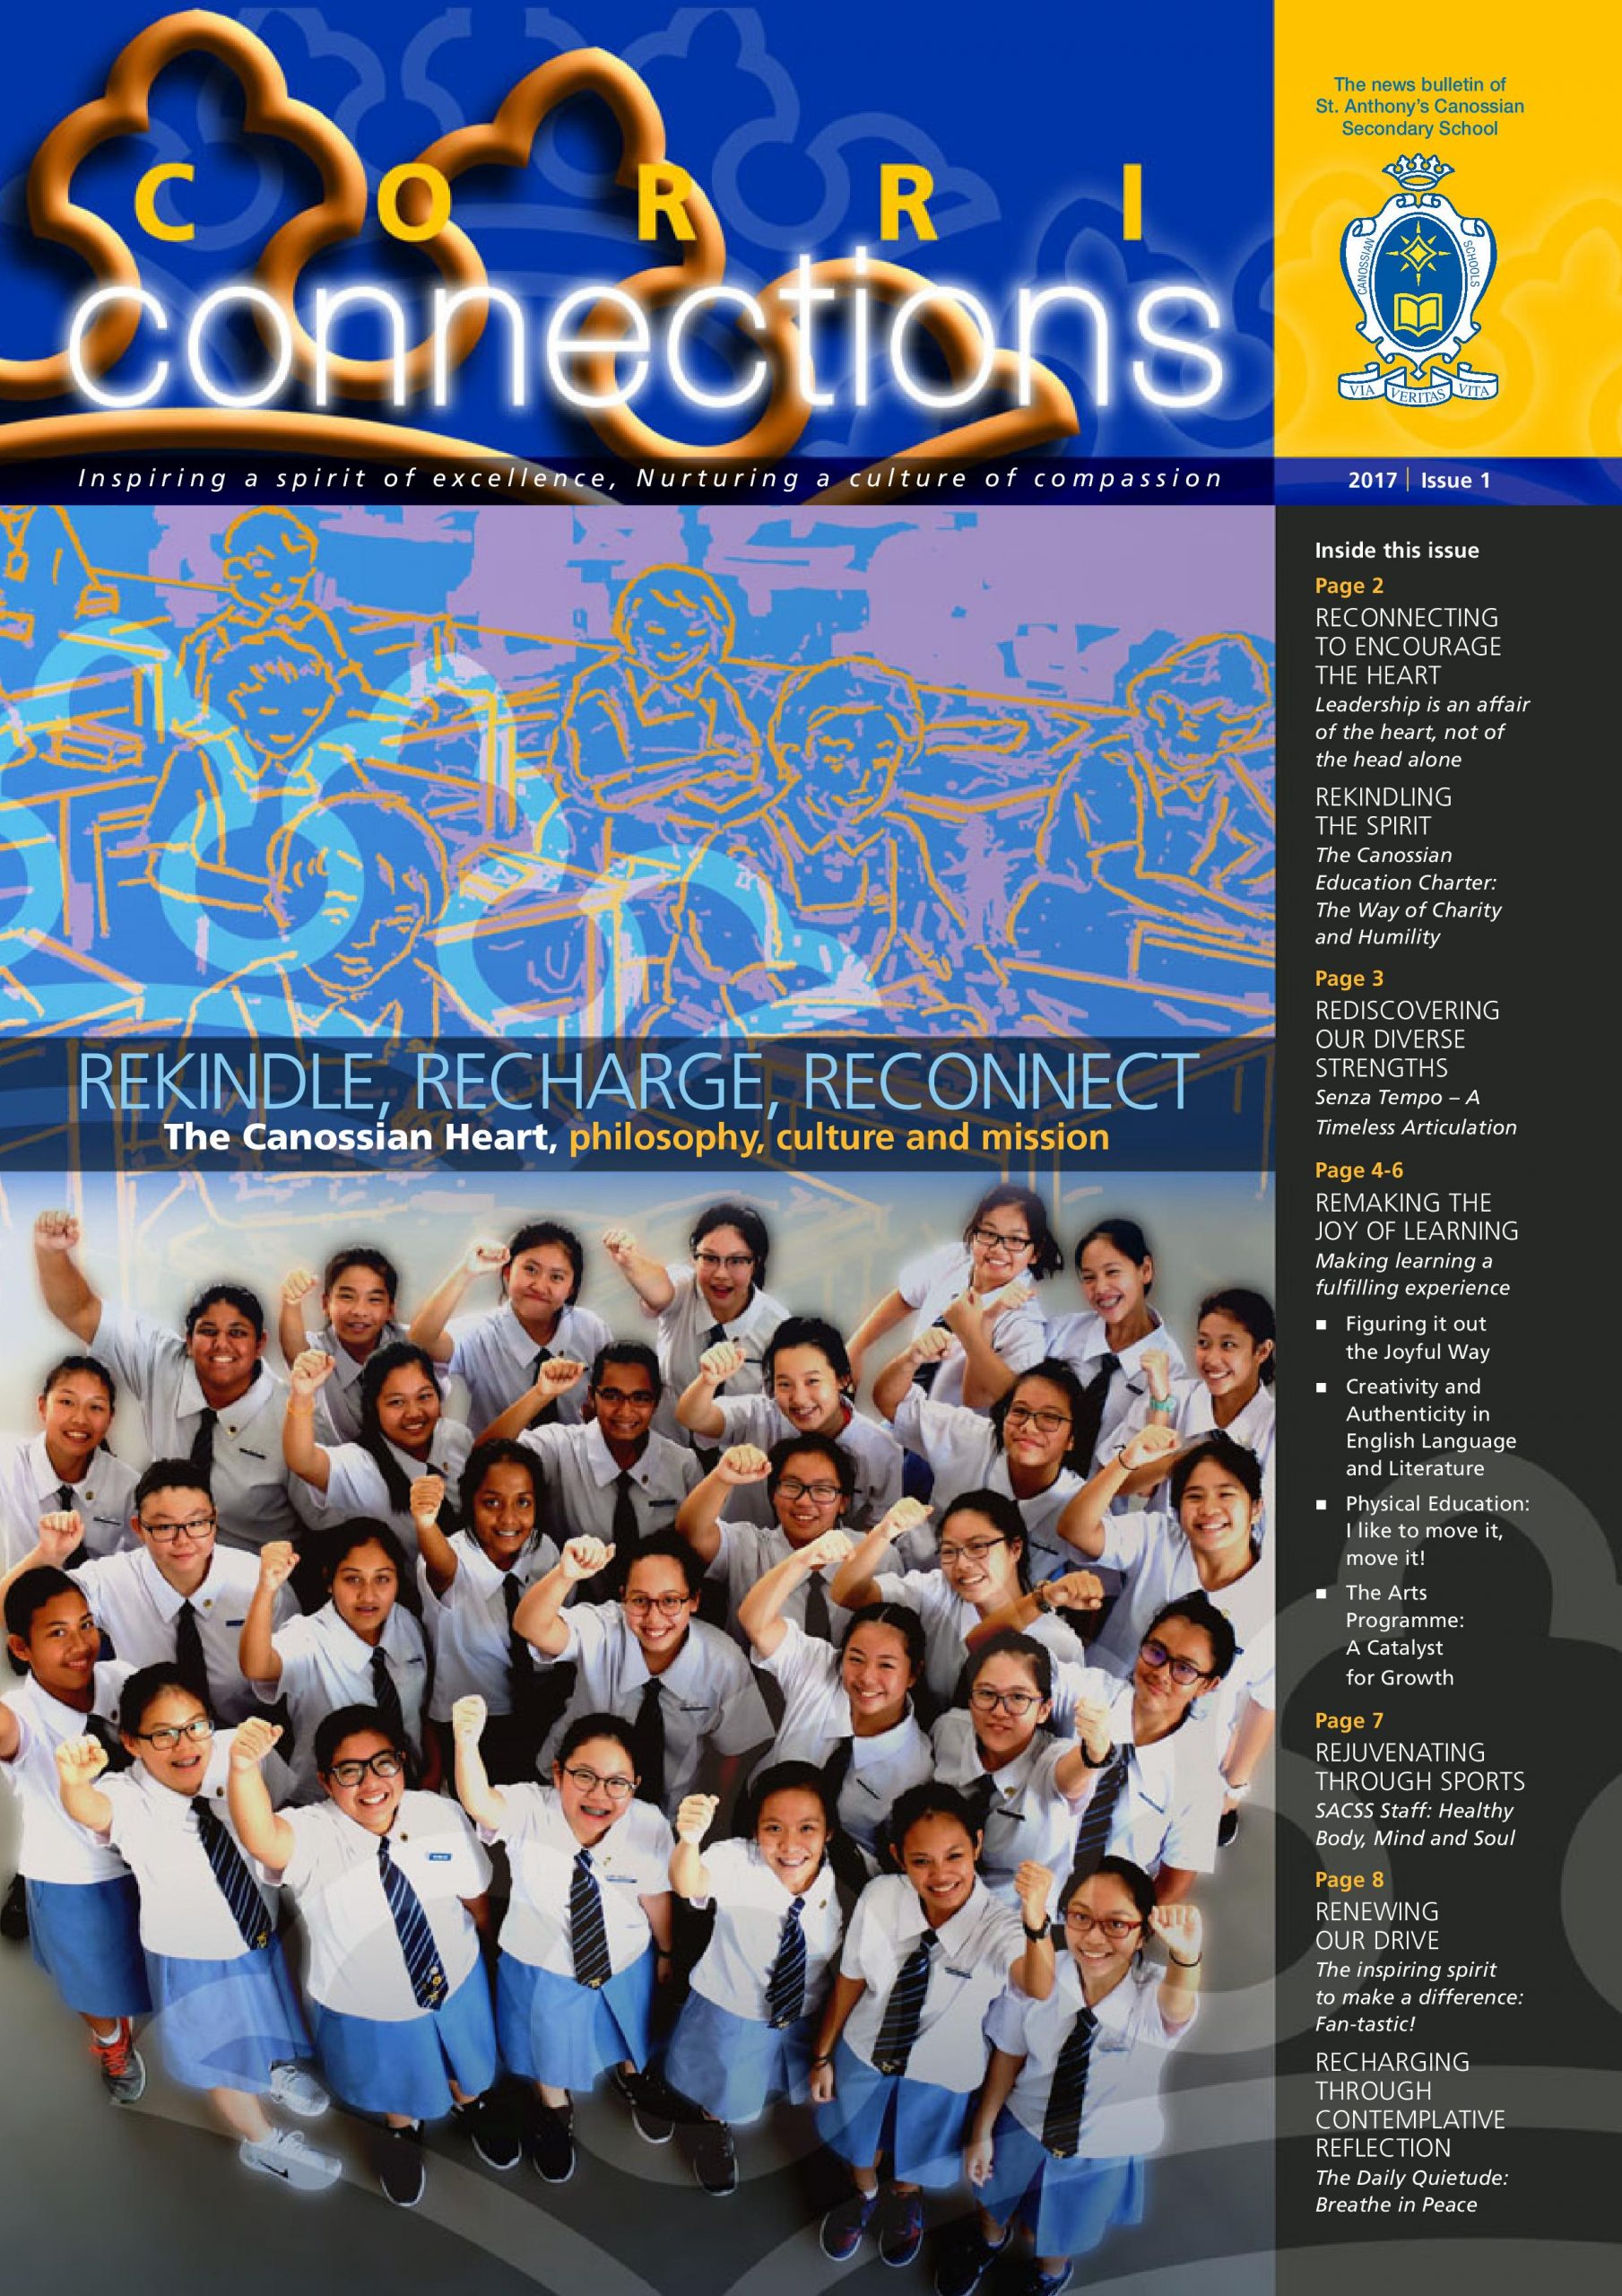 C O R R I
connections
Inspiring a spirit of excellence, Nurturing a culture of compassion
The news bulletin of
St. Anthony's Canossian
Secondary School
CANOSSIAN SCHOOLS
VIA VERITAS VITA
2017 | Issue 1
REKINDLE, RECHARGE, RECONNECT
The Canossian Heart, philosophy, culture and mission
Inside this issue
Page 2
RECONNECTING
TO ENCOURAGE
THE HEART
Leadership is an affair
of the heart, not of
the head alone
REKINDLING
THE SPIRIT
The Canossian
Education Charter:
The Way of Charity
and Humility
Page 3
REDISCOVERING
OUR DIVERSE
STRENGTHS
Senza Tempo – A
Timeless Articulation
Page 4-6
REMAKING THE
JOY OF LEARNING
Making learning a
fulfilling experience
■ Figuring it out
the Joyful Way
■ Creativity and
Authenticity in
English Language
and Literature
■ Physical Education:
I like to move it,
move it!
■ The Arts
Programme:
A Catalyst
for Growth
Page 7
REJUVENATING
THROUGH SPORTS
SACSS Staff: Healthy
Body, Mind and Soul
Page 8
RENEWING
OUR DRIVE
The inspiring spirit
to make a difference:
Fan-tastic!
RECHARGING
THROUGH
CONTEMPLATIVE
REFLECTION
The Daily Quietude:
Breathe in Peace